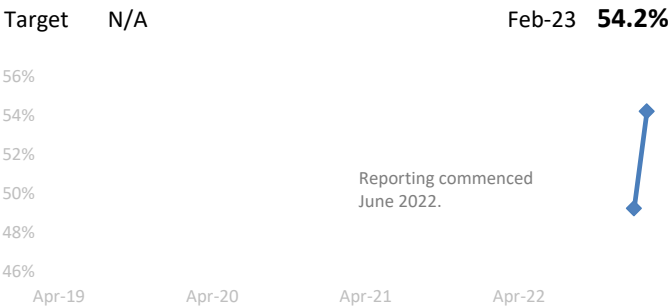 Target N/A Feb-23 54.2%
56%
54%
52%
50%
48%
46%
Reporting commenced
June 2022.
Apr-19 Apr-20 Apr-21 Apr-22